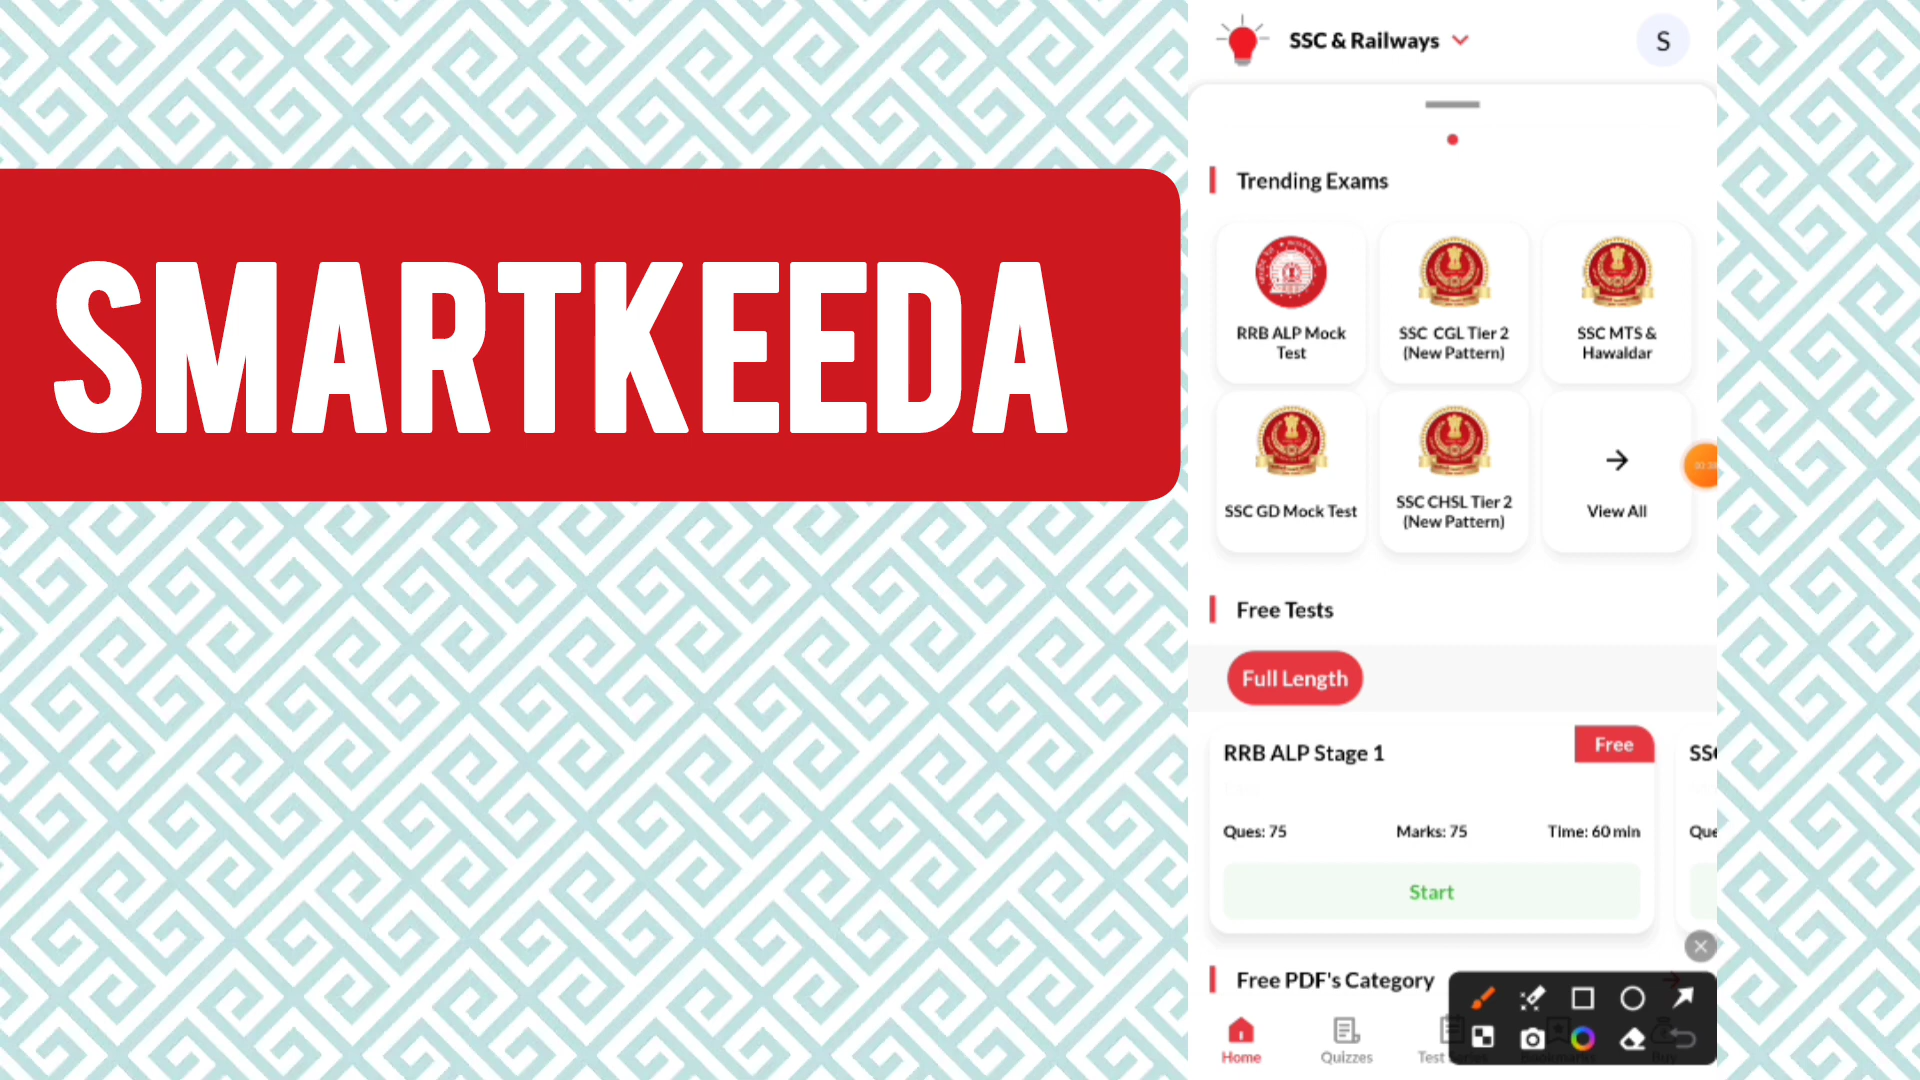 SMARTKEEDA
SSC & Railways
S
Trending Exams
RRB ALP Mock
Test
SSC CGL Tier 2
(New Pattern)
SSC MTS &
Hawaldar
SSC GD Mock Test
SSC CHSL Tier 2
(New Pattern)
View All
Free Tests
Full Length
RRB ALP Stage 1
Free
Ques: 75
Marks: 75
Time: 60 min
Start
Free PDF's Category
Home
Quizzes
Test